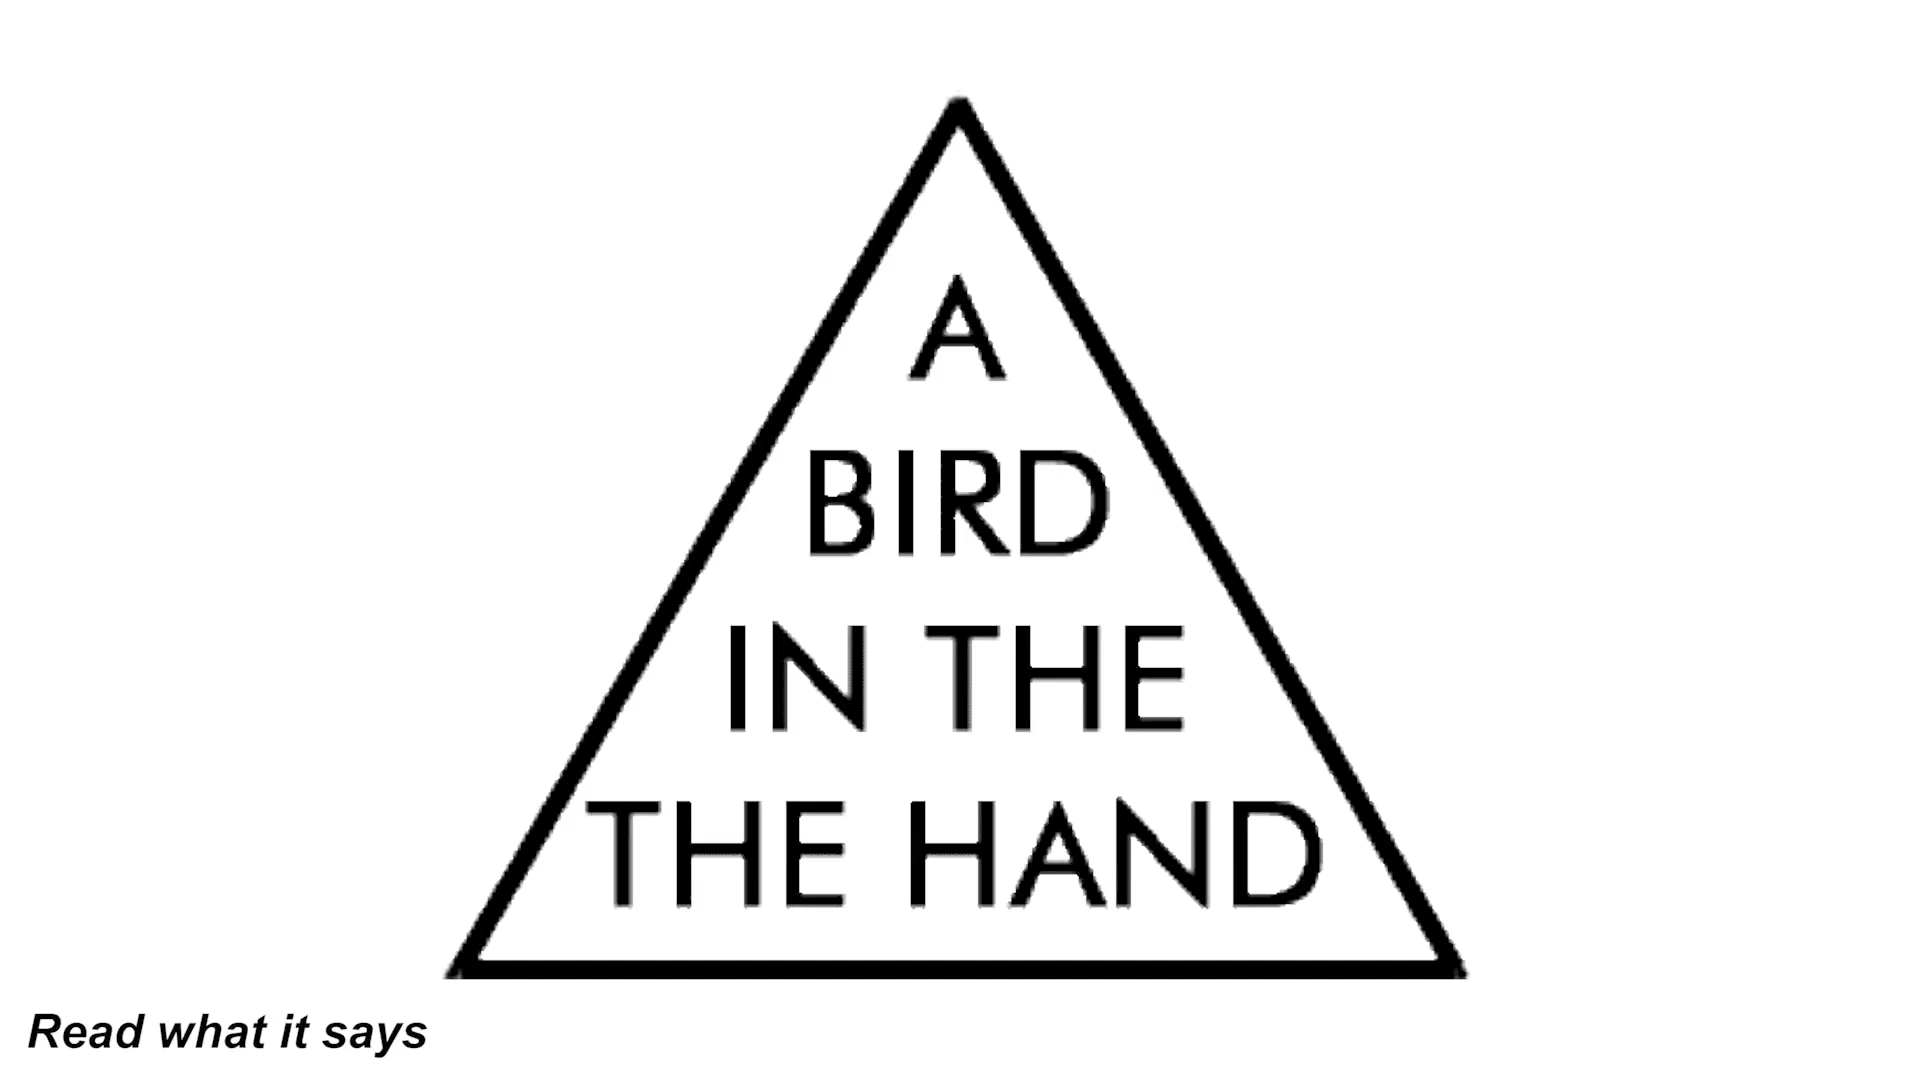 A
BIRD
IN THE
THE HAND
Read what it says